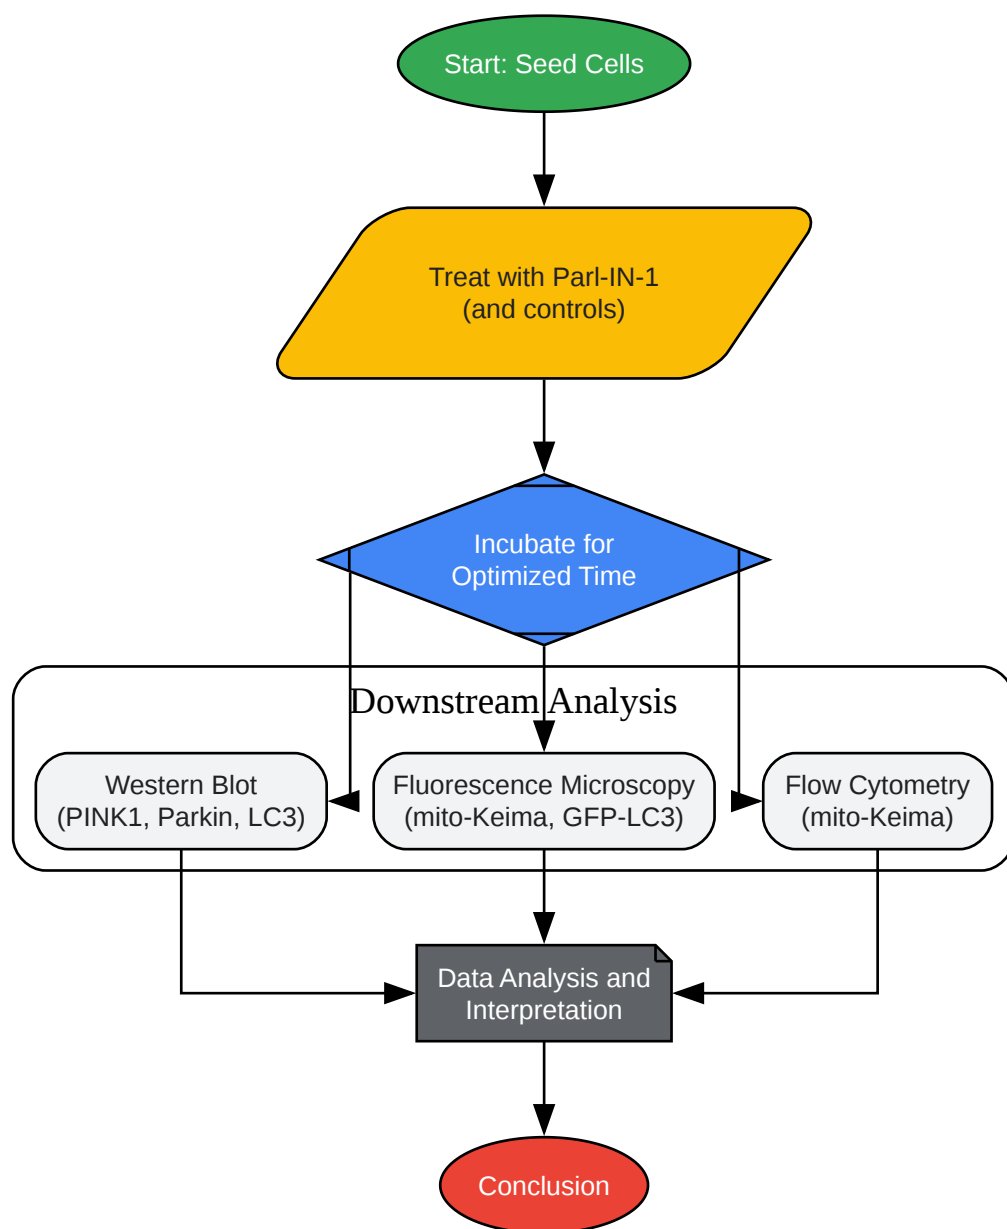 Start: Seed Cells
Treat with Parl-IN-1
(and controls)
Incubate for
Optimized Time
Downstream Analysis
Western Blot
(PINK1, Parkin, LC3)
Fluorescence Microscopy
(mito-Keima, GFP-LC3)
Flow Cytometry
(mito-Keima)
Data Analysis and
Interpretation
Conclusion